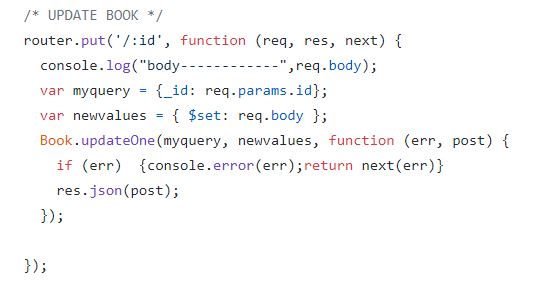 /* UPDATE BOOK */
router.put('/:id', function (req, res, next) {
  console.log("body------------",req.body);
  var myquery = {_id: req.params.id};
  var newvalues = { $set: req.body };
  Book.updateOne(myquery, newvalues, function (err, post) {
    if (err)  {console.error(err);return next(err)}
    res.json(post);
  });
});